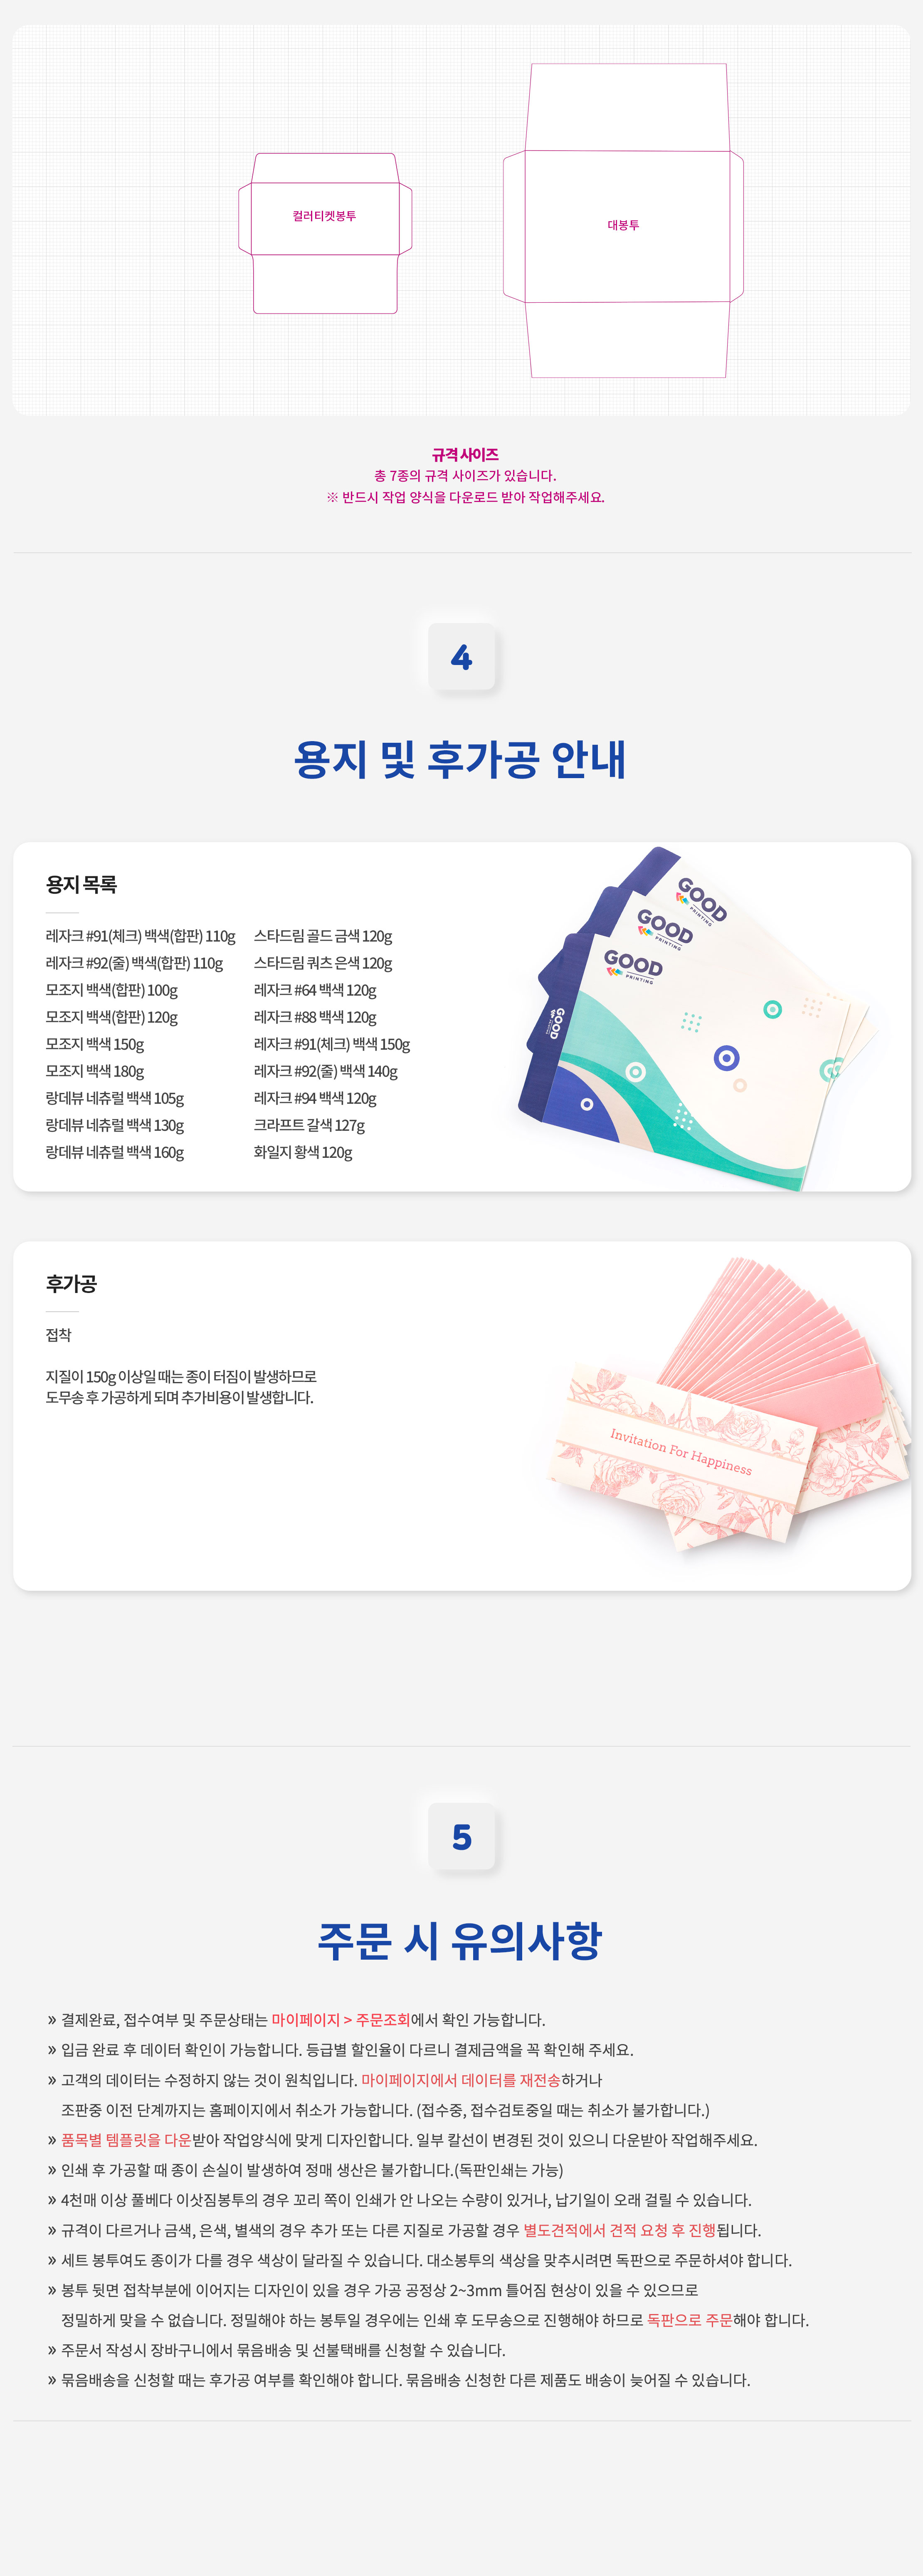 컬러티켓봉투
대봉투
규격 사이즈
총 7종의 규격 사이즈가 있습니다.
※ 반드시 작업 양식을 다운로드 받아 작업해주세요.
4
용지 및 후가공 안내
용지 목록
레자크 #91(체크) 백색(합판) 110g
레자크 #92(줄) 백색(합판) 110g
모조지 백색(합판) 100g
모조지 백색(합판) 120g
모조지 백색 150g
모조지 백색 180g
랑데뷰 네츄럴 백색 105g
랑데뷰 네츄럴 백색 130g
랑데뷰 네츄럴 백색 160g
스타드림 골드 금색 120g
스타드림 쿼츠 은색 120g
레자크 #64 백색 120g
레자크 #88 백색 120g
레자크 #91(체크) 백색 150g
레자크 #92(줄) 백색 140g
레자크 #94 백색 120g
크라프트 갈색 127g
화일지 황색 120g
GOOD
PRINTING
GOOD
PRINTING
GOOD
PRINTING
GOOD
PRINTING
후가공
접착
지질이 150g 이상일 때는 종이 터짐이 발생하므로
도무송 후 가공하게 되며 추가비용이 발생합니다.
Invitation For Happiness
5
주문 시 유의사항
» 결제완료, 접수여부 및 주문상태는 마이페이지 > 주문조회에서 확인 가능합니다.
» 입금 완료 후 데이터 확인이 가능합니다. 등급별 할인율이 다르니 결제금액을 꼭 확인해 주세요.
» 고객의 데이터는 수정하지 않는 것이 원칙입니다. 마이페이지에서 데이터를 재전송하거나
조판중 이전 단계까지는 홈페이지에서 취소가 가능합니다. (접수중, 접수검토중일 때는 취소가 불가합니다.)
» 품목별 템플릿을 다운받아 작업양식에 맞게 디자인합니다. 일부 칼선이 변경된 것이 있으니 다운받아 작업해주세요.
» 인쇄 후 가공할 때 종이 손실이 발생하여 정매 생산은 불가합니다.(독판인쇄는 가능)
» 4천매 이상 풀베다 이삿짐봉투의 경우 꼬리 쪽이 인쇄가 안 나오는 수량이 있거나, 납기일이 오래 걸릴 수 있습니다.
» 규격이 다르거나 금색, 은색, 별색의 경우 추가 또는 다른 지질로 가공할 경우 별도견적에서 견적 요청 후 진행됩니다.
» 세트 봉투여도 종이가 다를 경우 색상이 달라질 수 있습니다. 대소봉투의 색상을 맞추시려면 독판으로 주문하셔야 합니다.
» 봉투 뒷면 접착부분에 이어지는 디자인이 있을 경우 가공 공정상 2~3mm 틀어짐 현상이 있을 수 있으므로
정밀하게 맞을 수 없습니다. 정밀해야 하는 봉투일 경우에는 인쇄 후 도무송으로 진행해야 하므로 독판으로 주문해야 합니다.
» 주문서 작성시 장바구니에서 묶음배송 및 선불택배를 신청할 수 있습니다.
» 묶음배송을 신청할 때는 후가공 여부를 확인해야 합니다. 묶음배송 신청한 다른 제품도 배송이 늦어질 수 있습니다.